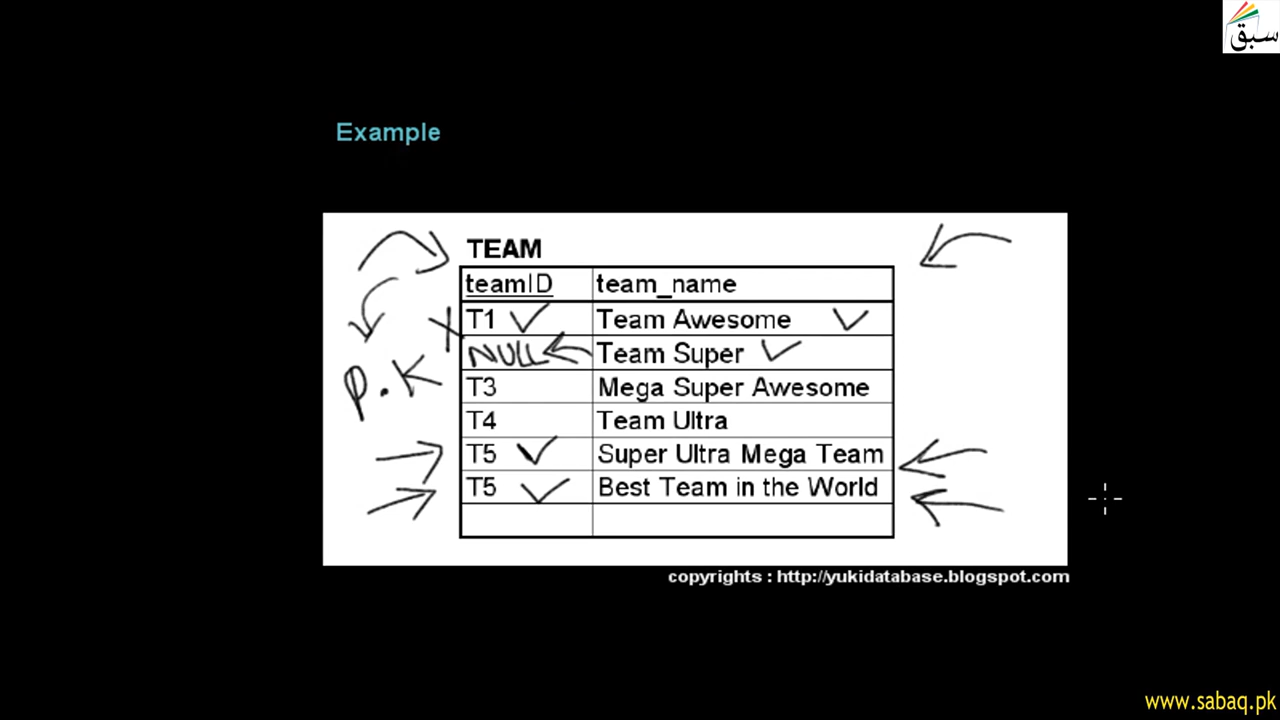 سبق
Example
TEAM
teamID team_name
T1 Team Awesome
NULL Team Super
P.K
T3 Mega Super Awesome
T4 Team Ultra
T5 Super Ultra Mega Team
T5 Best Team in the World
copyrights : http://yukidatabase.blogspot.com
www.sabaq.pk